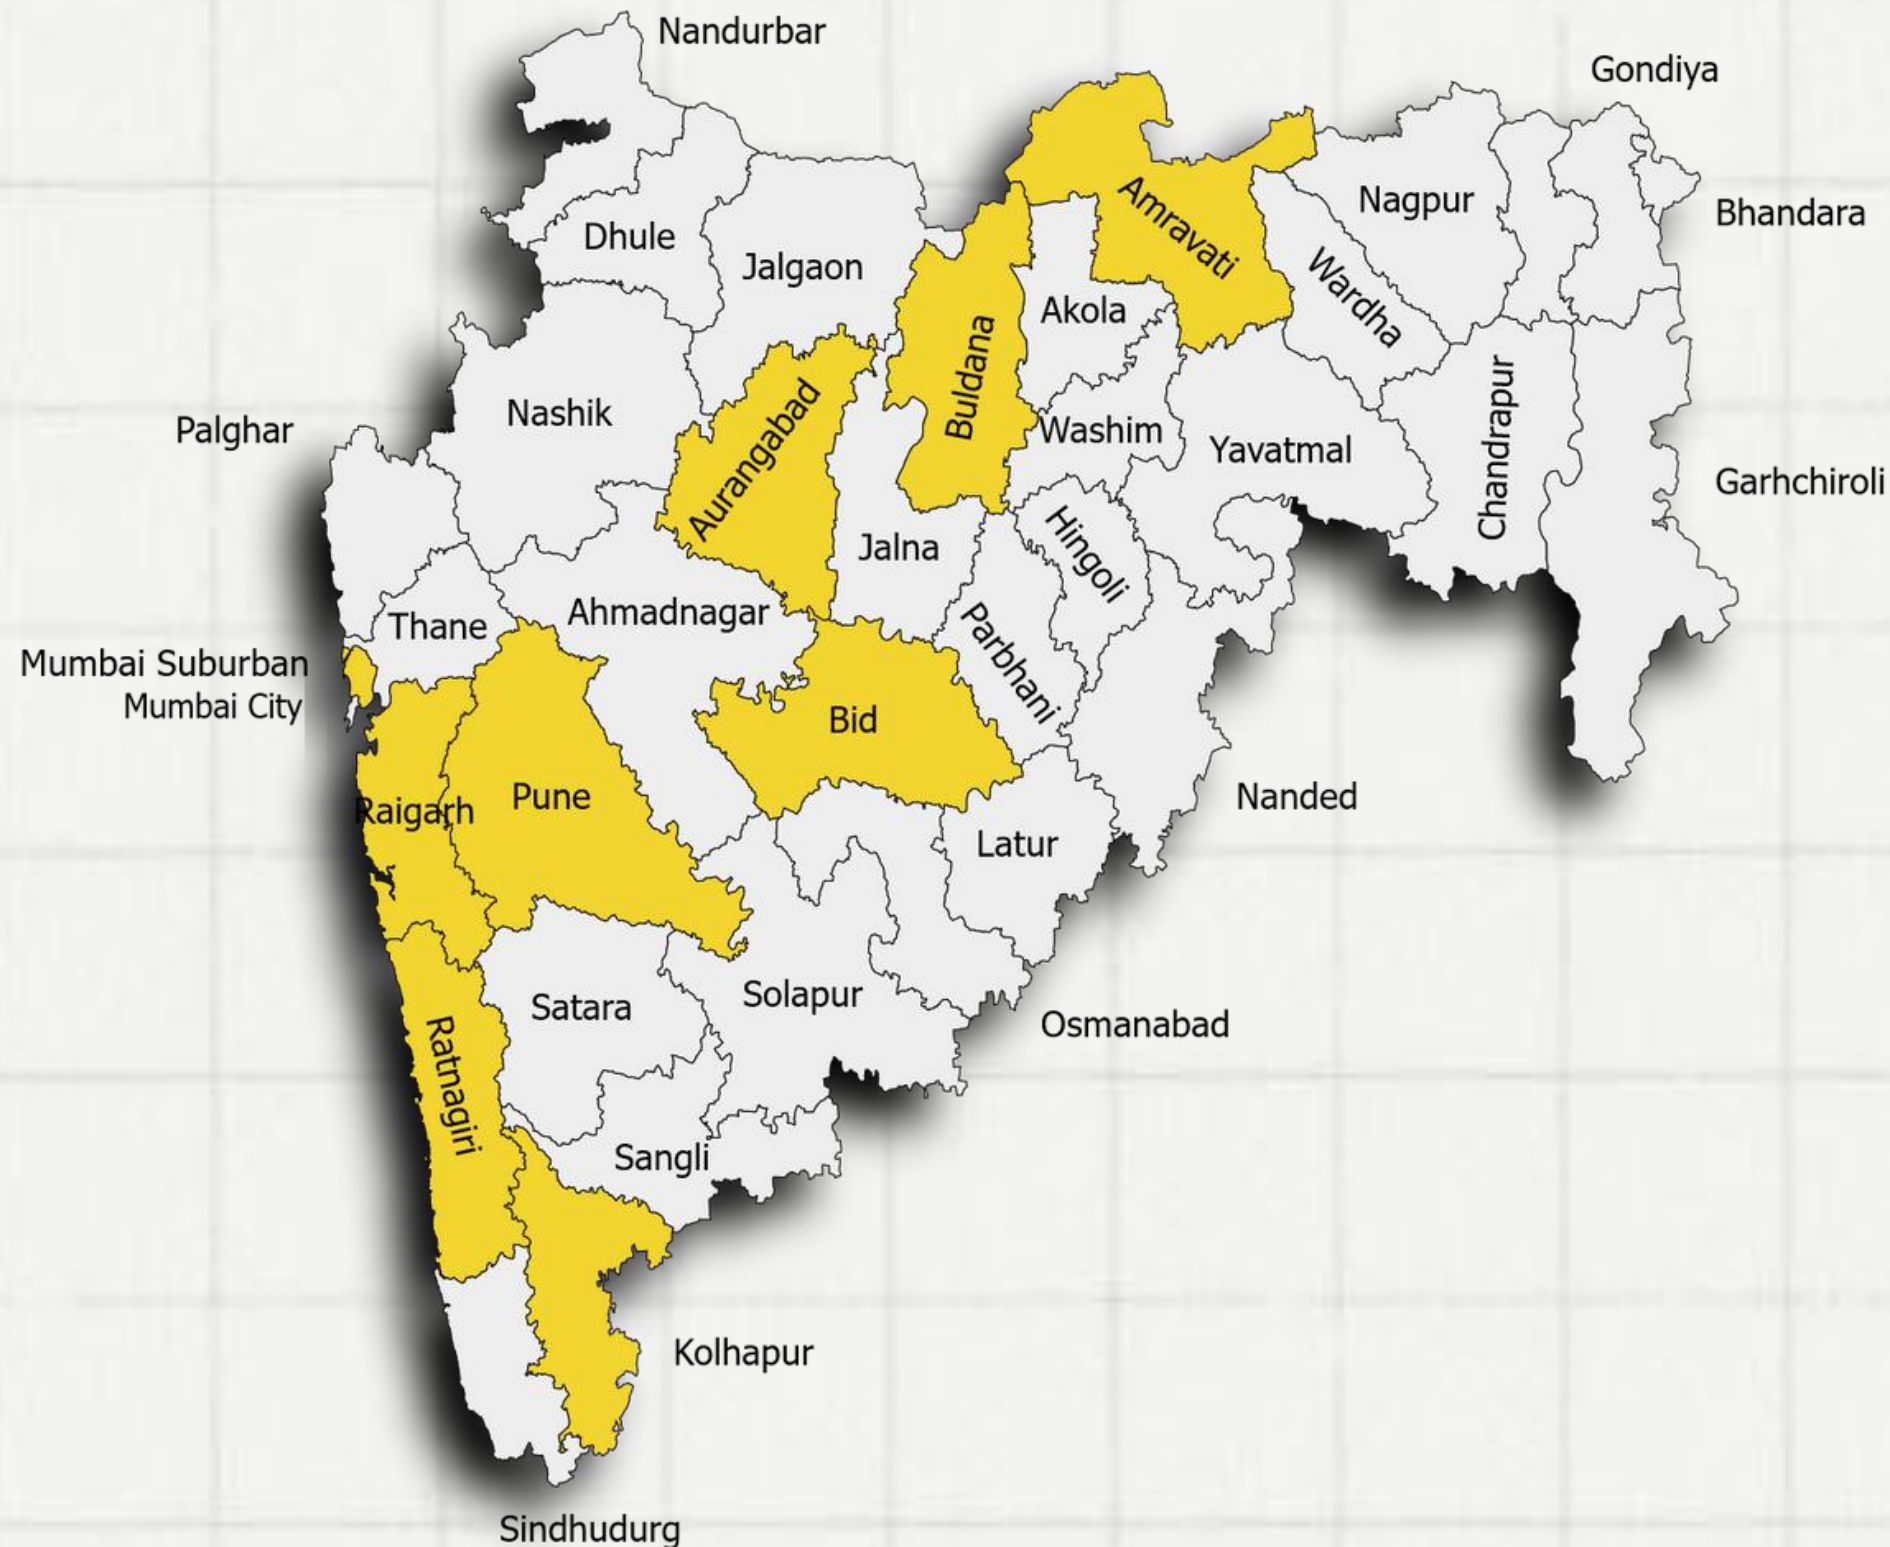 Nandurbar
Gondiya
Dhule
Jalgaon
Amravati
Nagpur
Bhandara
Wardha
Akola
Buldana
Nashik
Palghar
Aurangabad
Washim
Yavatmal
Chandrapur
Garhchiroli
Jalna
Hingoli
Thane
Ahmadnagar
Parbhani
Mumbai Suburban
Mumbai City
Bid
Raigarh
Pune
Nanded
Latur
Satara
Solapur
Osmanabad
Ratnagiri
Sangli
Kolhapur
Sindhudurg